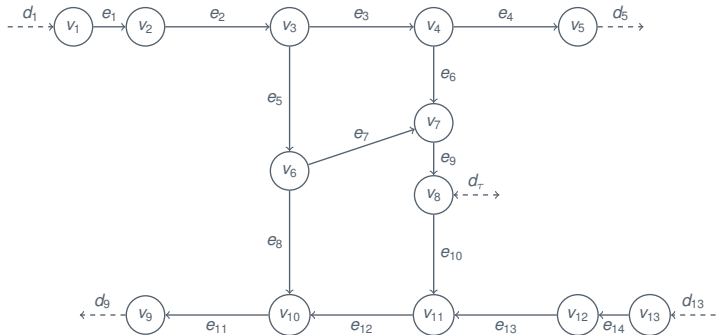 d1 v1 e1 v2 e2 v3 e3 v4 e4 v5 d5
e5 e6
v7
e7
v6 e9
v8 dτ
e8 e10
d9 v9 e11 v10 e12 v11 e13 v12 e14 v13 d13